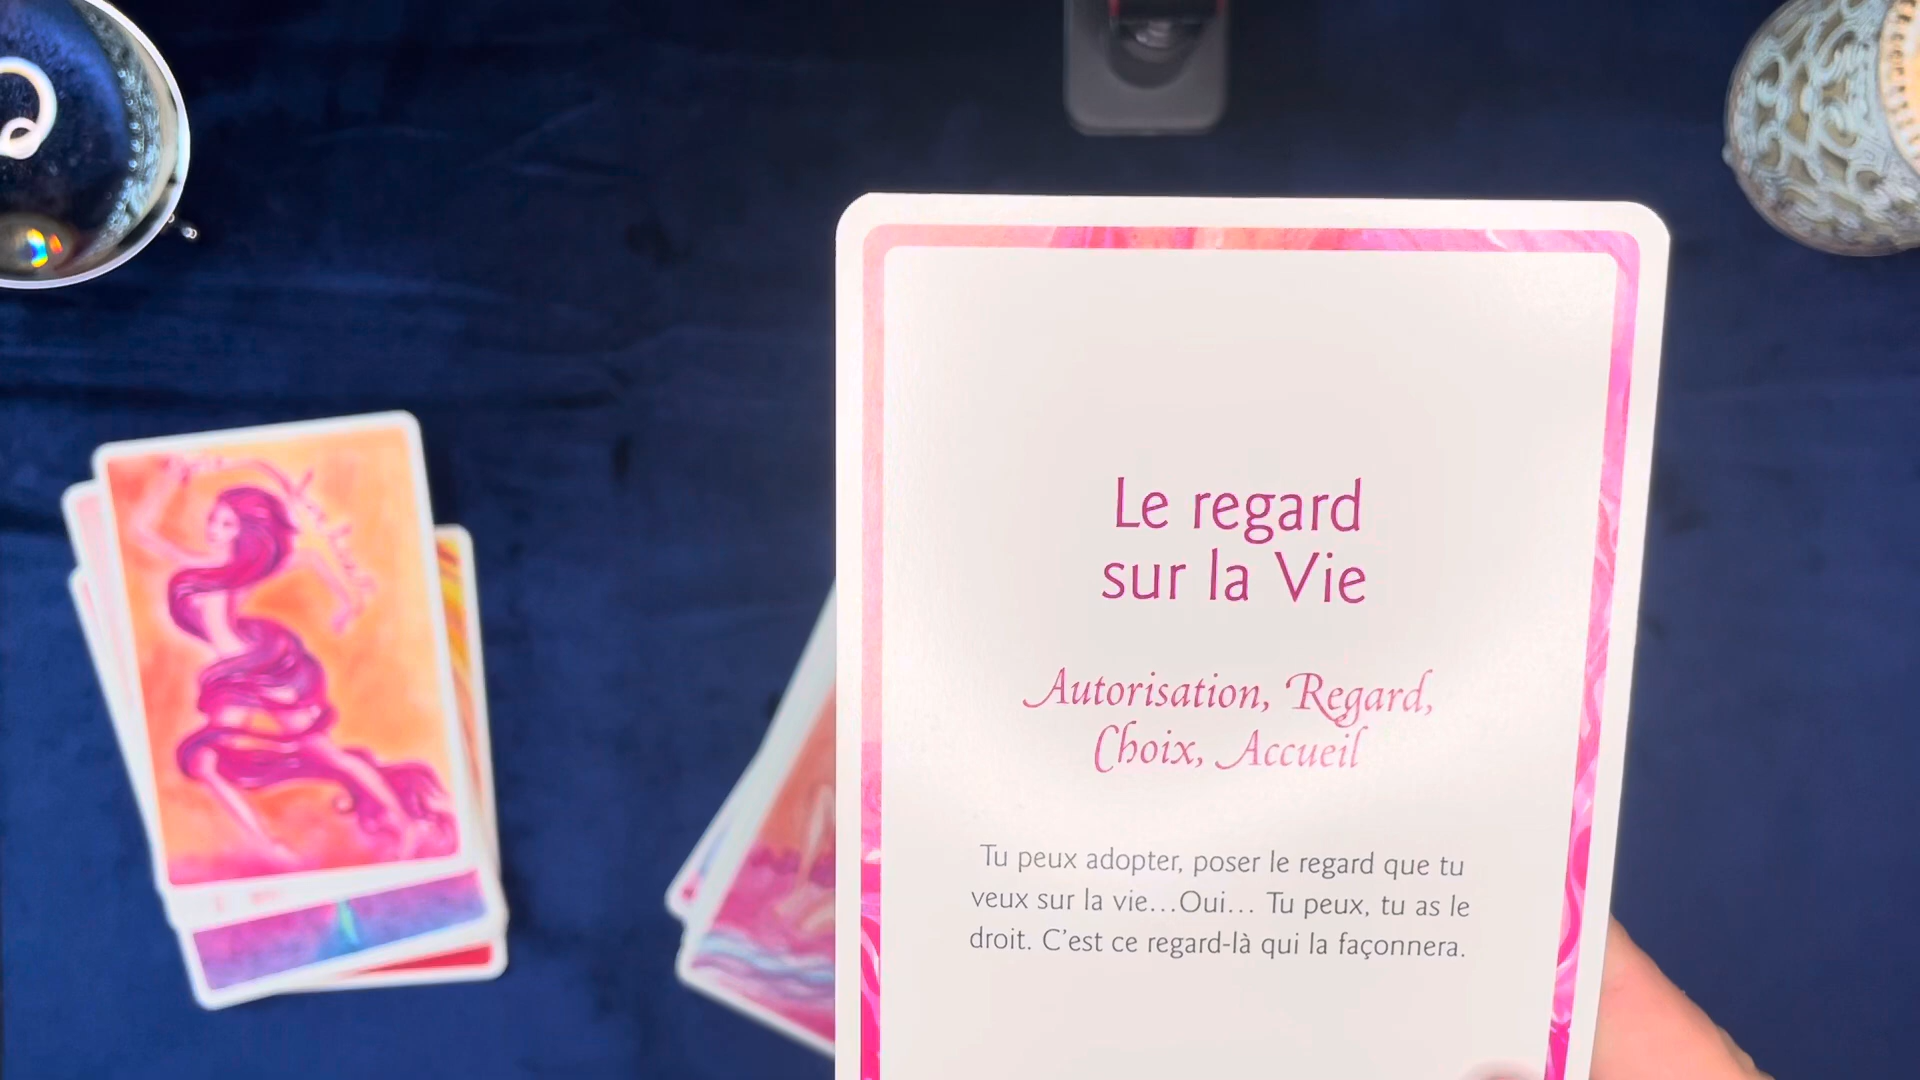 Le regard
sur la Vie
Autorisation, Regard,
Choix, Accueil
Tu peux adopter, poser le regard que tu
veux sur la vie...Oui... Tu peux, tu as le
droit. C'est ce regard-là qui la façonnera.